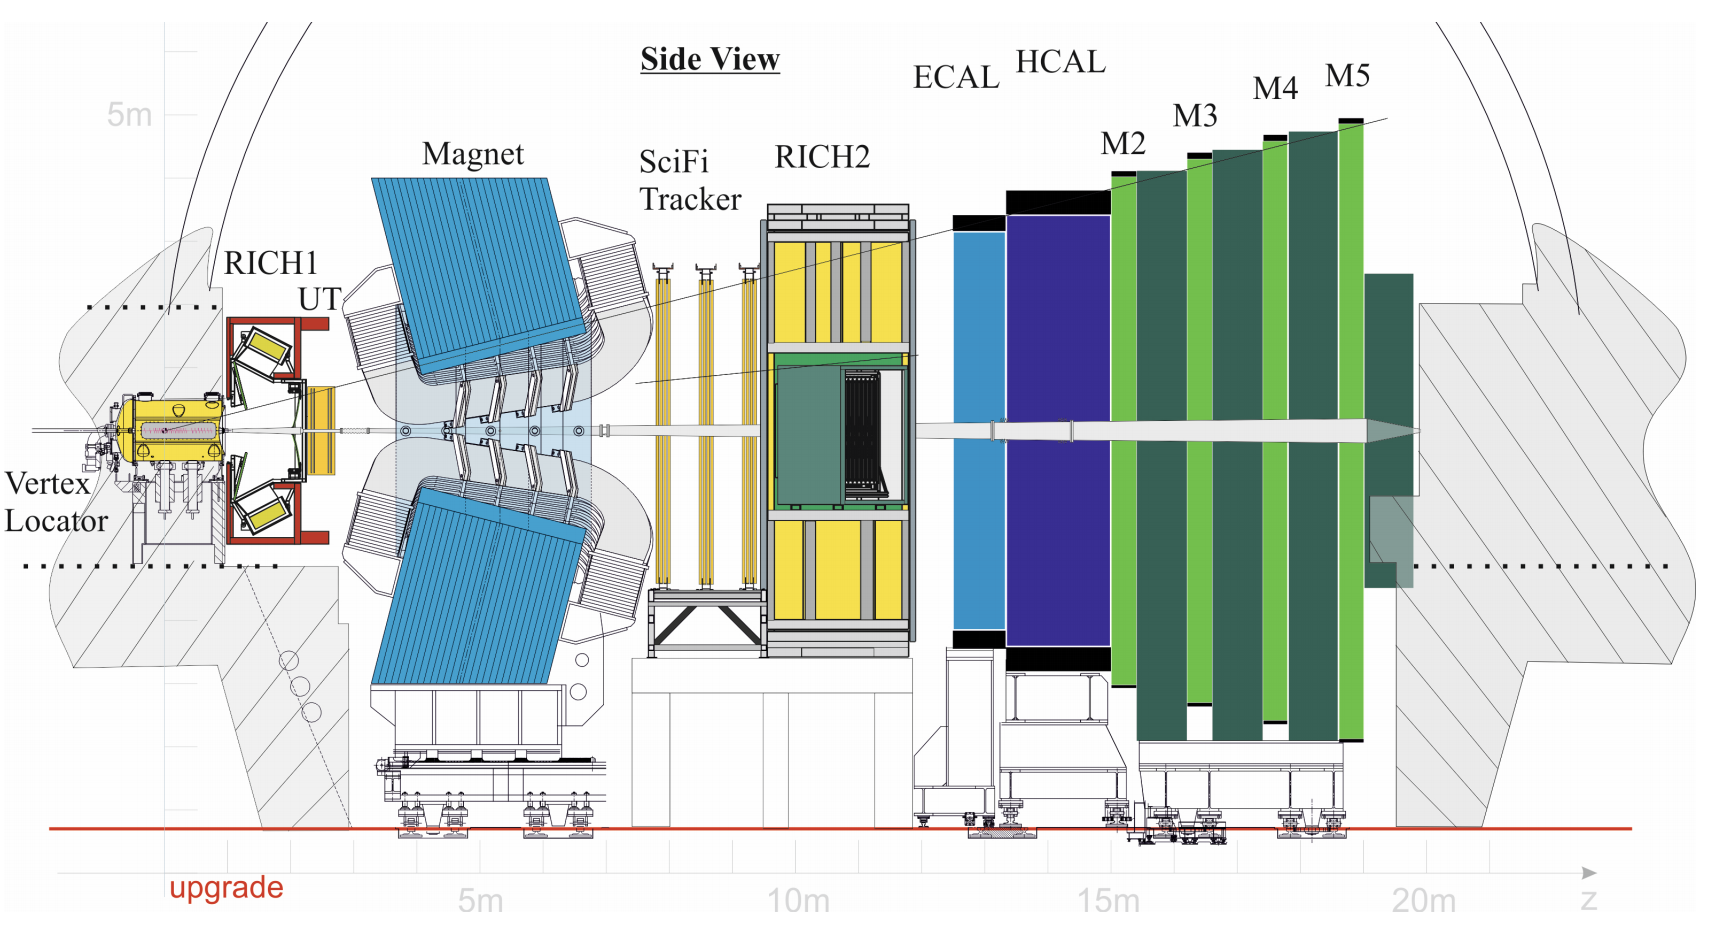 Side View
ECAL
HCAL
M5
M4
M3
M2
5m
Magnet
SciFi
Tracker
RICH2
RICH1
UT
Vertex
Locator
upgrade
5m
10m
15m
20m
z